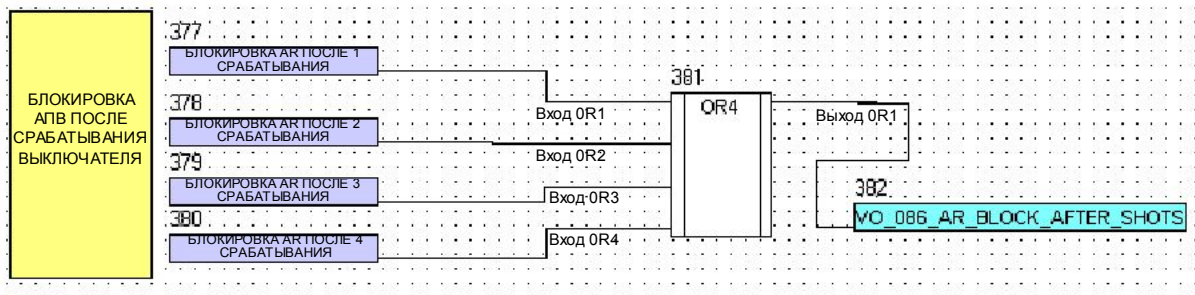 БЛОКИРОВКА
АПВ ПОСЛЕ
СРАБАТЫВАНИЯ
ВЫКЛЮЧАТЕЛЯ
377
БЛОКИРОВКА AR ПОСЛЕ 1
СРАБАТЫВАНИЯ
378
БЛОКИРОВКА AR ПОСЛЕ 2
СРАБАТЫВАНИЯ
379
БЛОКИРОВКА AR ПОСЛЕ 3
СРАБАТЫВАНИЯ
380
БЛОКИРОВКА AR ПОСЛЕ 4
СРАБАТЫВАНИЯ
Вход 0R1
Вход 0R2
Вход 0R3
Вход 0R4
381
OR4
Выход 0R1
382
VO_086_AR_BLOCK_AFTER_SHOTS